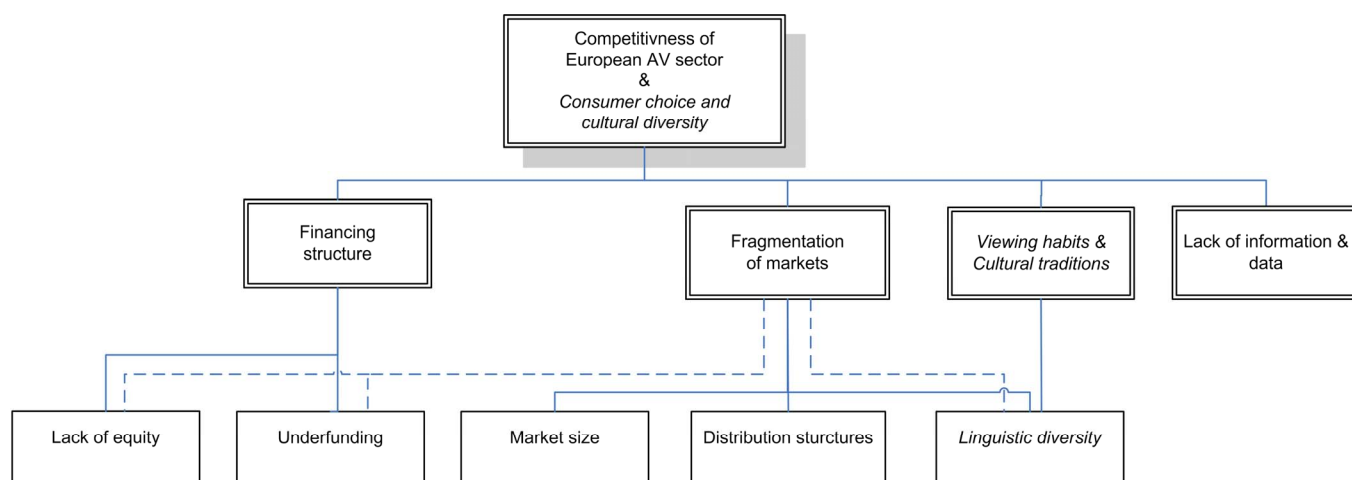 Competitivness of
European AV sector
&
Consumer choice and
cultural diversity
Financing
structure
Fragmentation
of markets
Viewing habits &
Cultural traditions
Lack of information &
data
Lack of equity
Underfunding
Market size
Distribution sturctures
Linguistic diversity